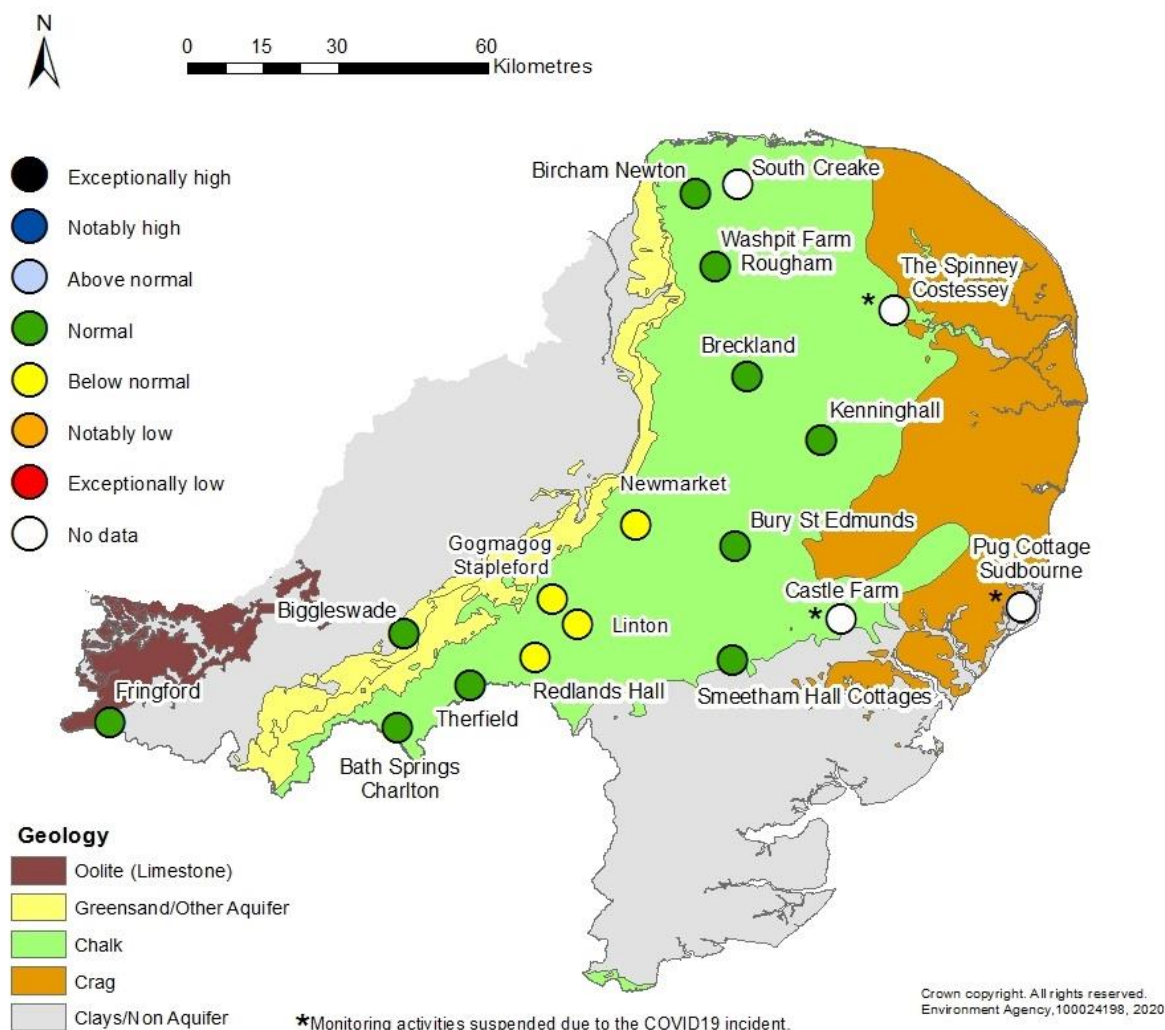 N
0 15 30 60
Kilometres
Exceptionally high
Notably high
Above normal
Normal
Below normal
Notably low
Exceptionally low
No data
Bircham Newton
South Creake
Washpit Farm
Rougham
The Spinney
Costessey
*
Breckland
Kenninghall
Newmarket
Bury St Edmunds
Gogmagog
Stapleford
Pug Cottage
Sudbourne
*
Castle Farm
*
Biggleswade
Linton
Fringford
Redlands Hall
Smeetham Hall Cottages
Therfield
Bath Springs
Charlton
Geology
Oolite (Limestone)
Greensand/Other Aquifer
Chalk
Crag
Clays/Non Aquifer
*Monitoring activities suspended due to the COVID19 incident.
Crown copyright. All rights reserved.
Environment Agency,100024198, 2020